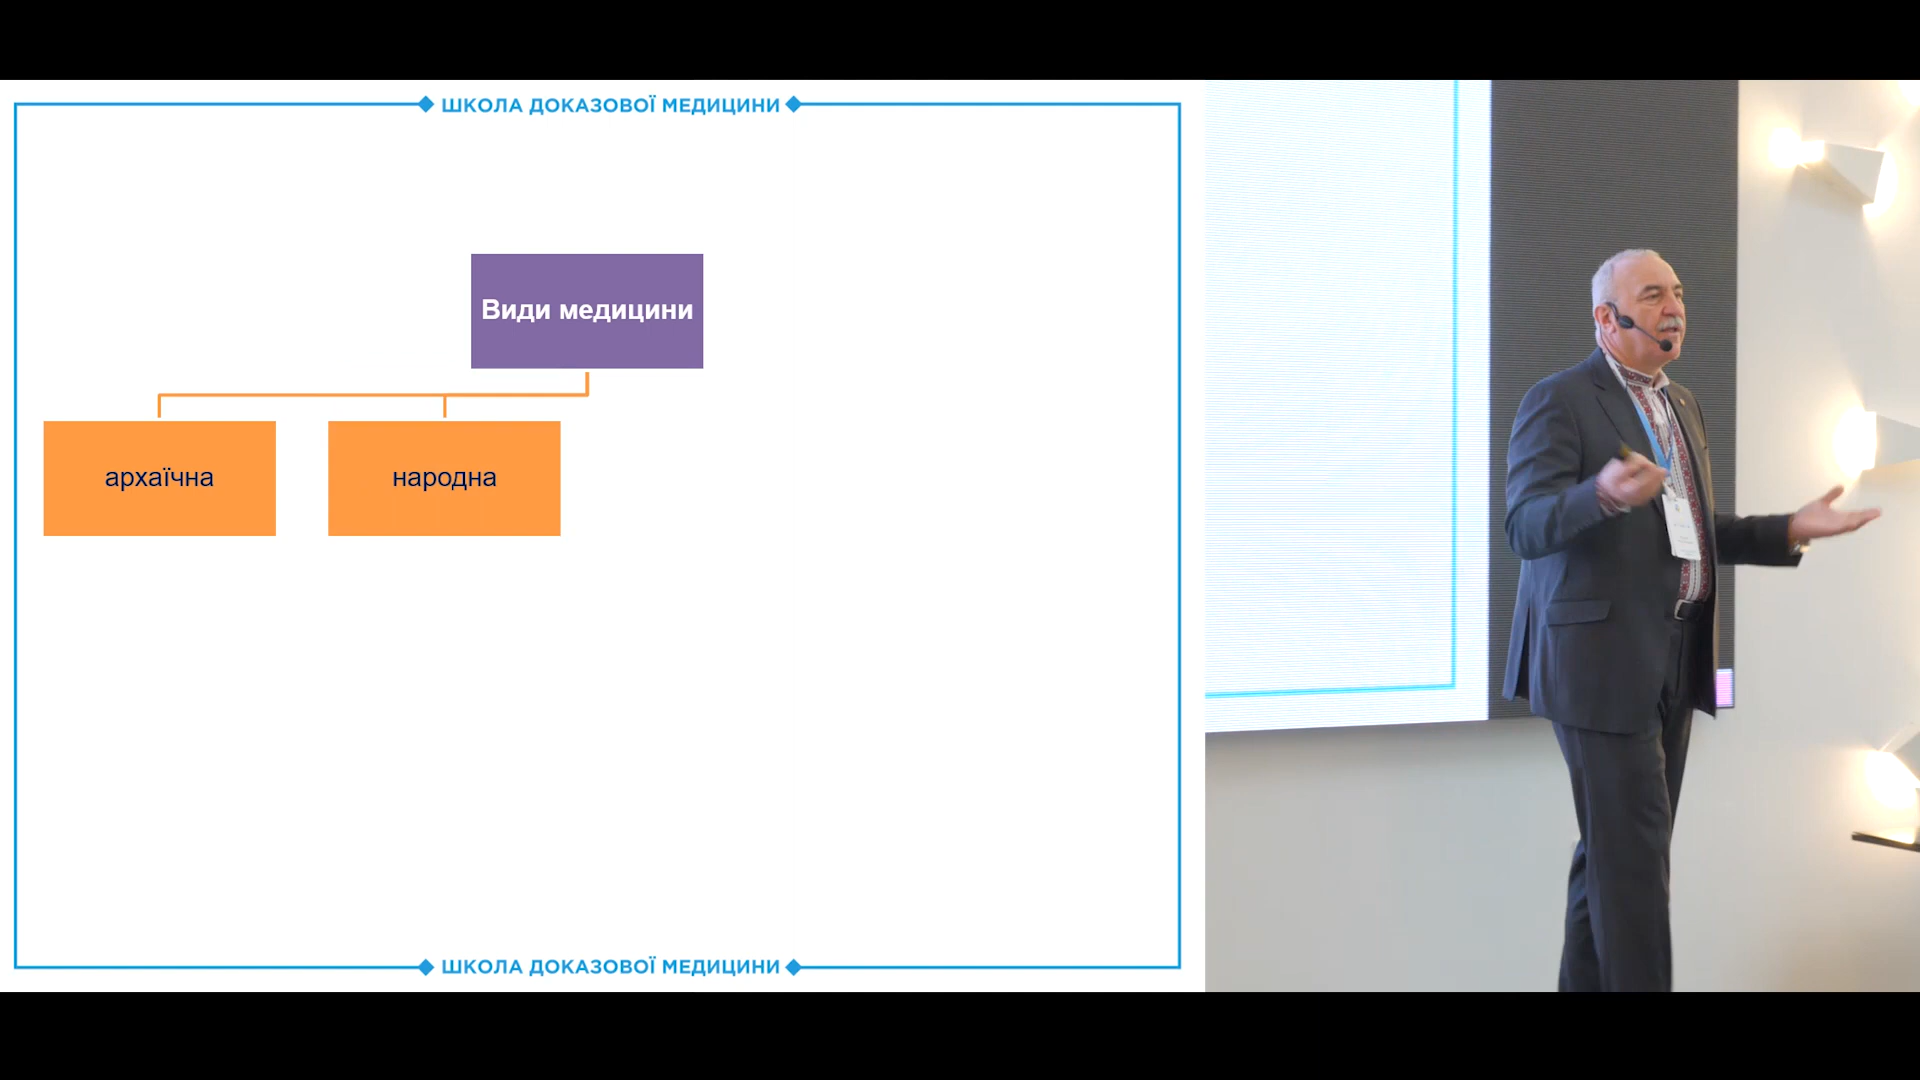 ШКОЛА ДОКАЗОВОЇ МЕДИЦИНИ
Види медицини
архаїчна
народна
ШКОЛА ДОКАЗОВОЇ МЕДИЦИНИ